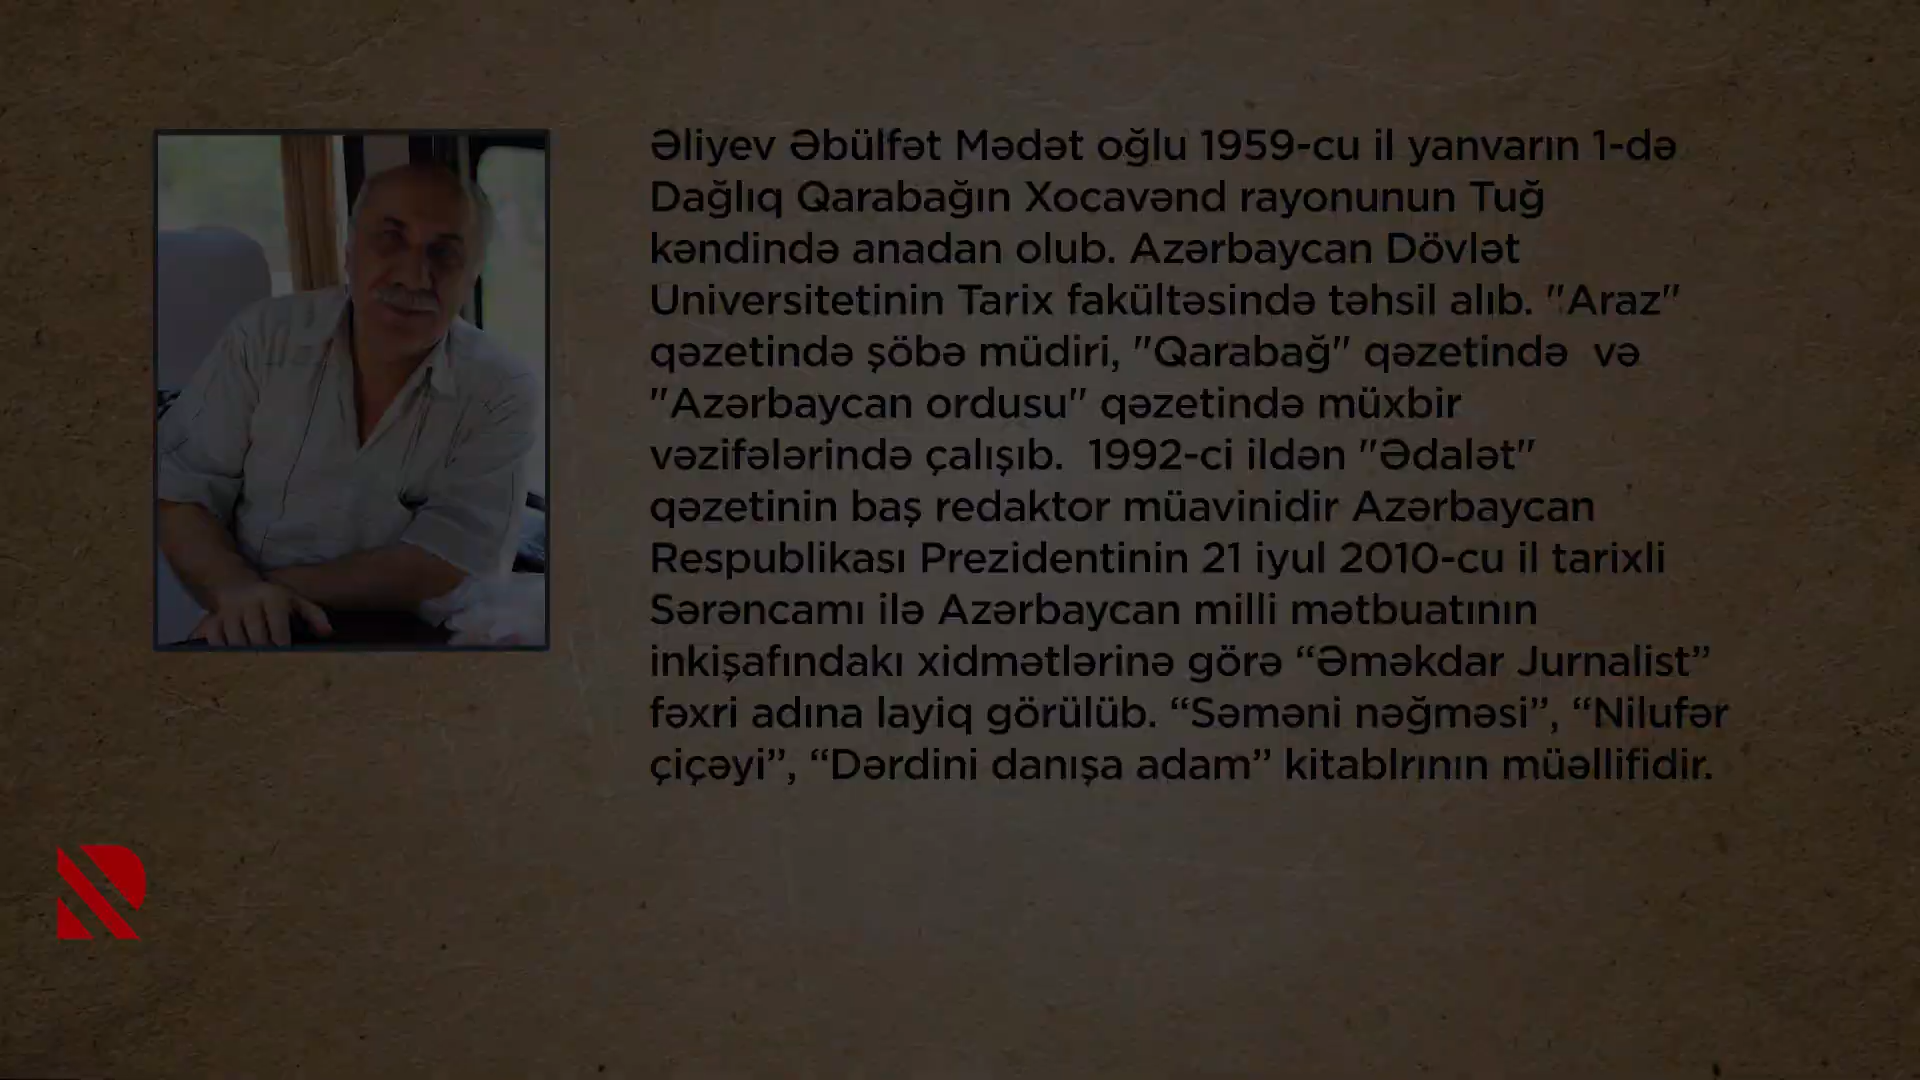 Əliyev Əbülfət Mədət oğlu 1959-cu il yanvarın 1-də
Dağlıq Qarabağın Xocavənd rayonunun Tuğ
kəndində anadan olub. Azərbaycan Dövlət
Universitetinin Tarix fakültəsində təhsil alıb. "Araz"
qəzetində şöbə müdiri, "Qarabağ" qəzetində  və
"Azərbaycan ordusu" qəzetində müxbir
vəzifələrində çalışıb.  1992-ci ildən "Ədalət"
qəzetinin baş redaktor müavinidir Azərbaycan
Respublikası Prezidentinin 21 iyul 2010-cu il tarixli
Sərəncamı ilə Azərbaycan milli mətbuatının
inkişafındakı xidmətlərinə görə “Əməkdar Jurnalist”
fəxri adına layiq görülüb. “Səməni nəğməsi”, “Nilufər
çiçəyi”, “Dərdini danışa adam” kitablrının müəllifidir.